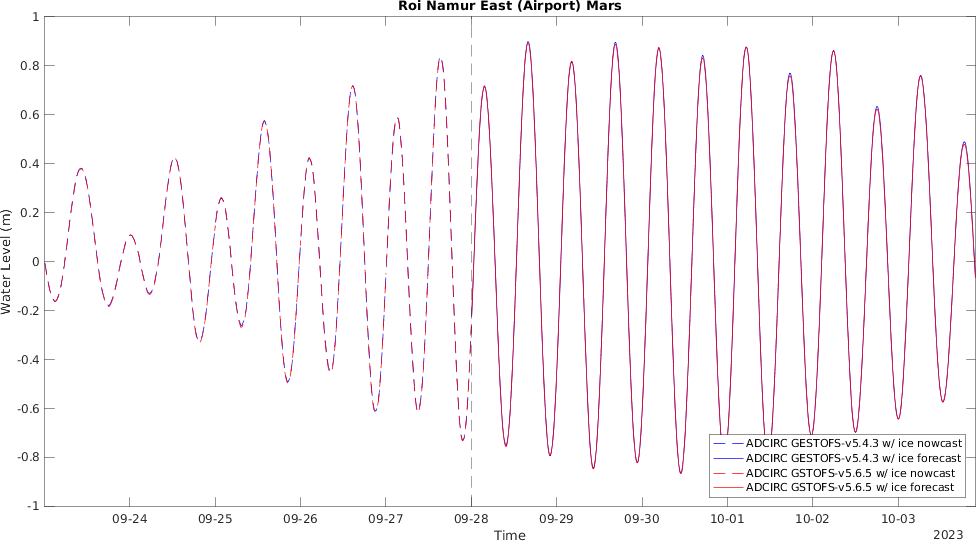 Roi Namur East (Airport) Mars
1
0.8
0.6
0.4
0.2
0
-0.2
-0.4
-0.6
-0.8
-1
Water Level (m)
ADCIRC GESTOFS-v5.4.3 w/ ice nowcast
ADCIRC GESTOFS-v5.4.3 w/ ice forecast
ADCIRC GSTOFS-v5.6.5 w/ ice nowcast
ADCIRC GSTOFS-v5.6.5 w/ ice forecast
09-24 09-25 09-26 09-27 09-28 09-29 09-30 10-01 10-02 10-03
Time
2023